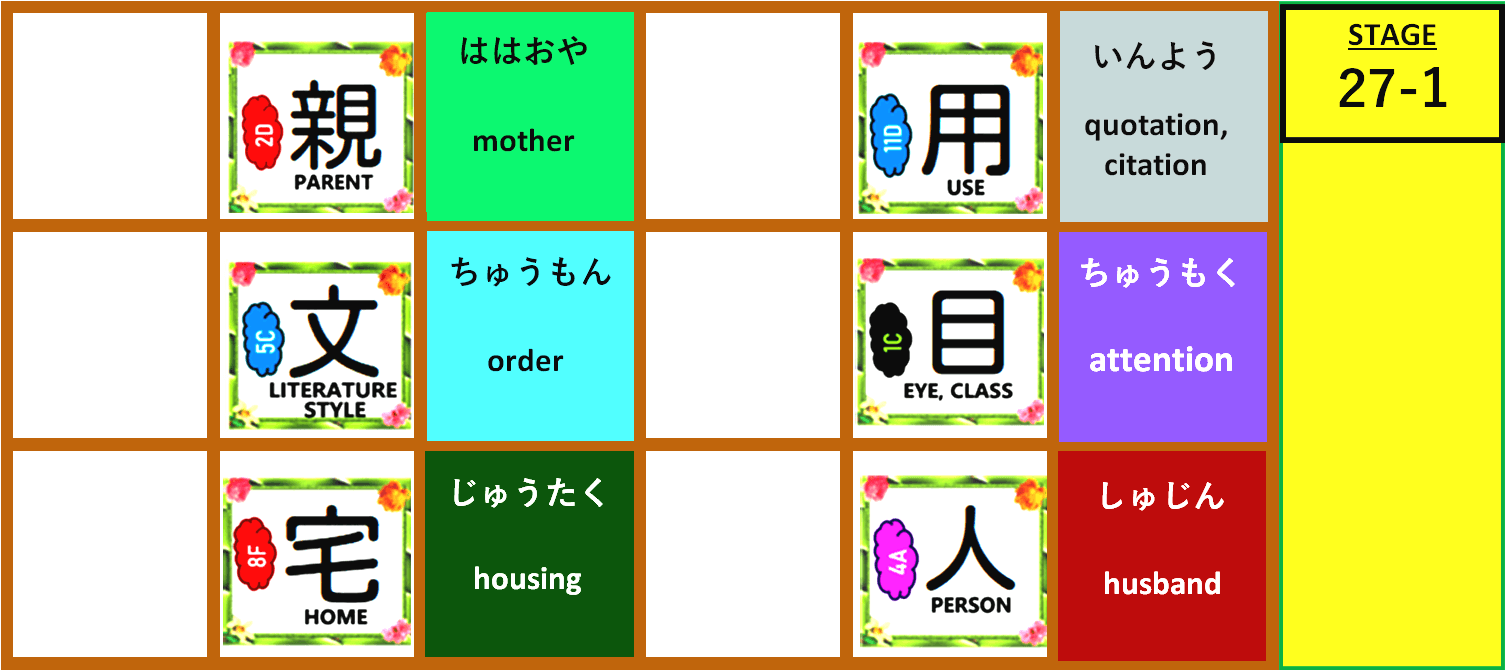 2D
親
PARENT
ははおや
mother
11D
用
USE
いんよう
quotation,
citation
STAGE
27-1
5C
文
LITERATURE
STYLE
ちゅうもん
order
1C
目
EYE, CLASS
ちゅうもく
attention
8F
宅
HOME
じゅうたく
housing
4A
人
PERSON
しゅじん
husband